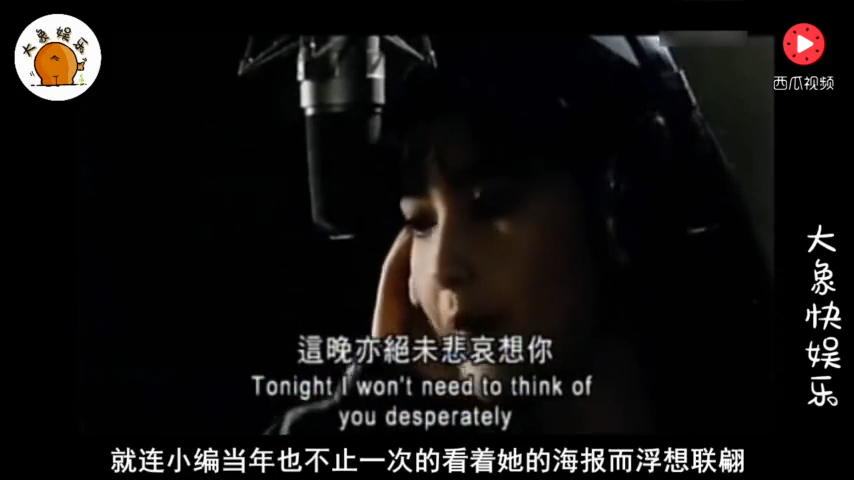 大象娱乐
西瓜视频
大象快娱乐
這晚亦絕未悲哀想你
Tonight I won't need to think of
you desperately
就连小编当年也不止一次的看着她的海报而浮想联翩